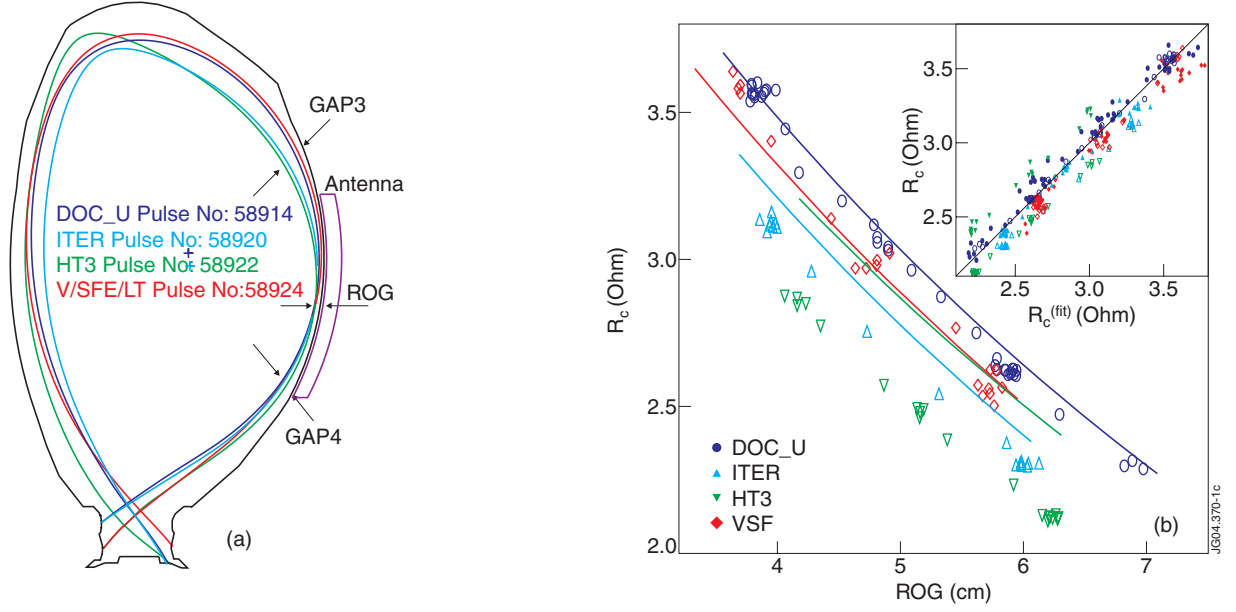 GAP3
Antenna
DOC_U Pulse No: 58914
ITER Pulse No: 58920
HT3 Pulse No: 58922
V/SFE/LT Pulse No:58924
ROG
GAP4
(a)
3.5
3.0
2.5
2.0
Rc (Ohm)
4
5
6
7
ROG (cm)
DOC_U
ITER
HT3
VSF
(b)
3.5
3.0
2.5
Rc (Ohm)
2.5
3.0
3.5
Rc(fit) (Ohm)
JG04.370-1c